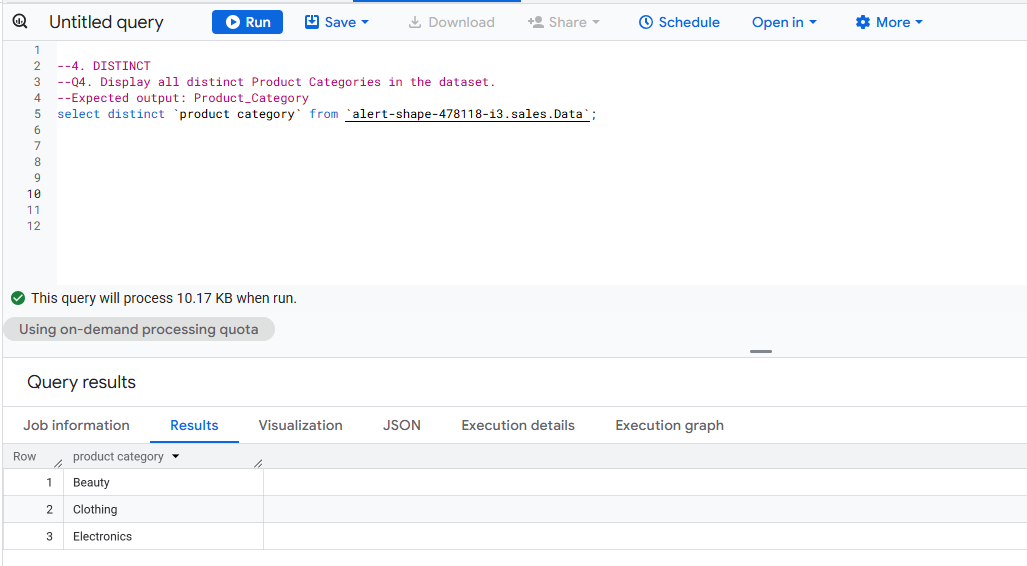 Untitled query Run Save Download Share Schedule Open in More
1
2 --4. DISTINCT
3 --Q4. Display all distinct Product Categories in the dataset.
4 --Expected output: Product_Category
5 select distinct `product category` from `alert-shape-478118-i3.sales.Data`;
6
7
8
9
10
11
12
This query will process 10.17 KB when run.
Using on-demand processing quota
Query results
Job information Results Visualization JSON Execution details Execution graph
Row product category
1 Beauty
2 Clothing
3 Electronics